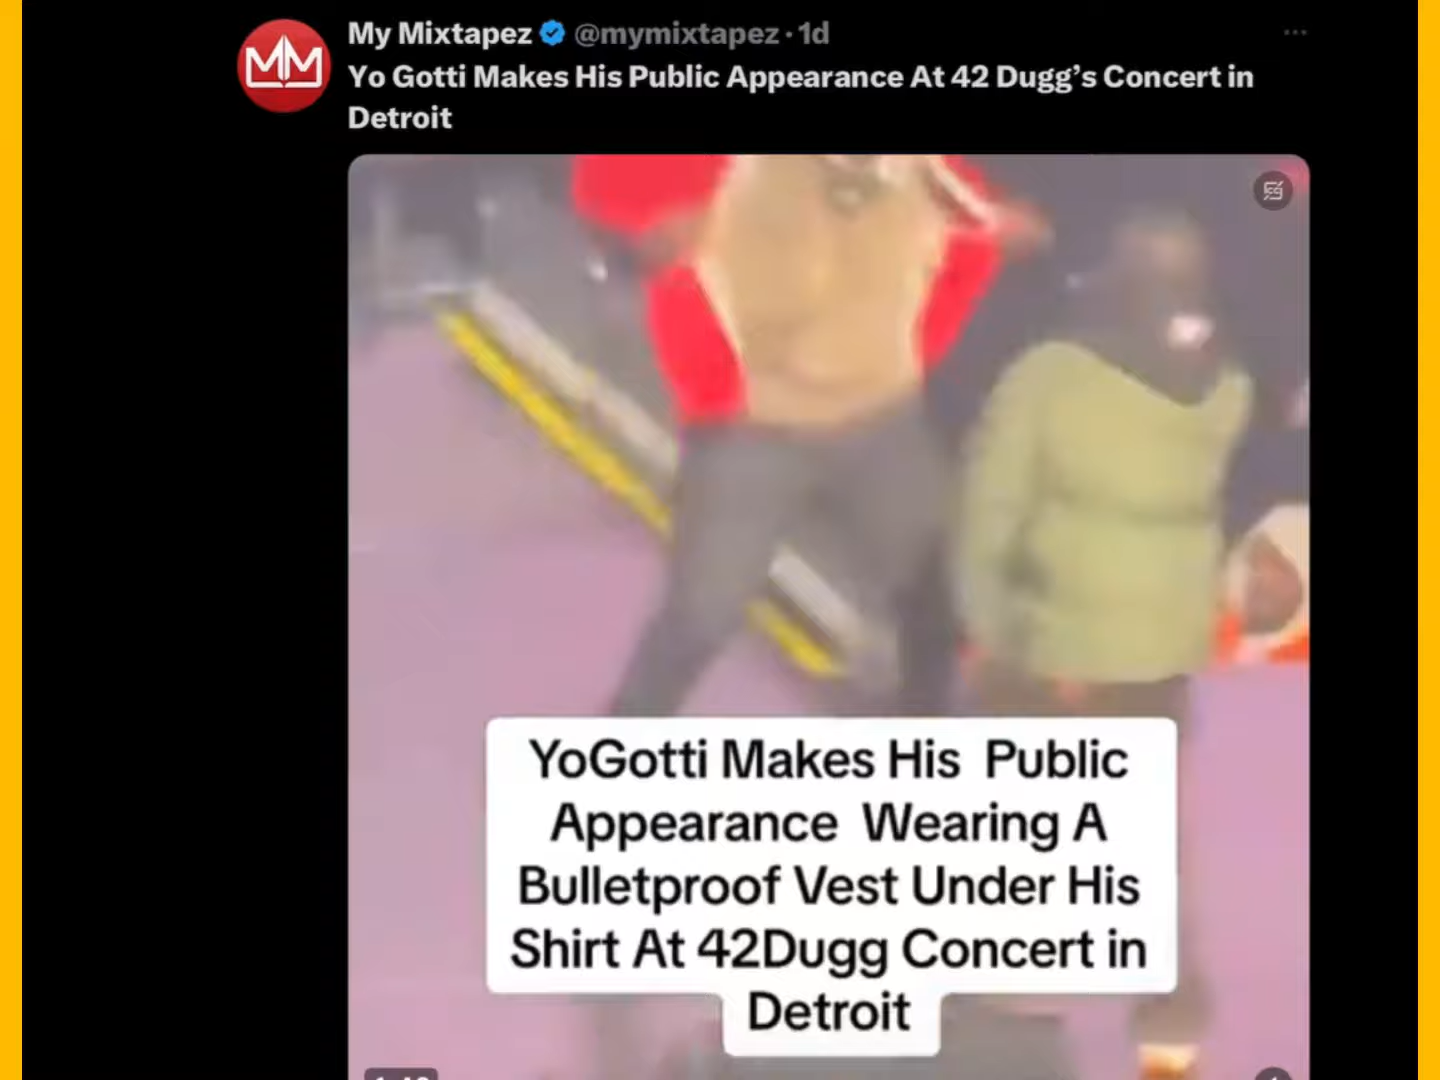 My Mixtapez @mymixtapez · 1d
Yo Gotti Makes His Public Appearance At 42 Dugg’s Concert in
Detroit
YoGotti Makes His Public
Appearance Wearing A
Bulletproof Vest Under His
Shirt At 42Dugg Concert in
Detroit